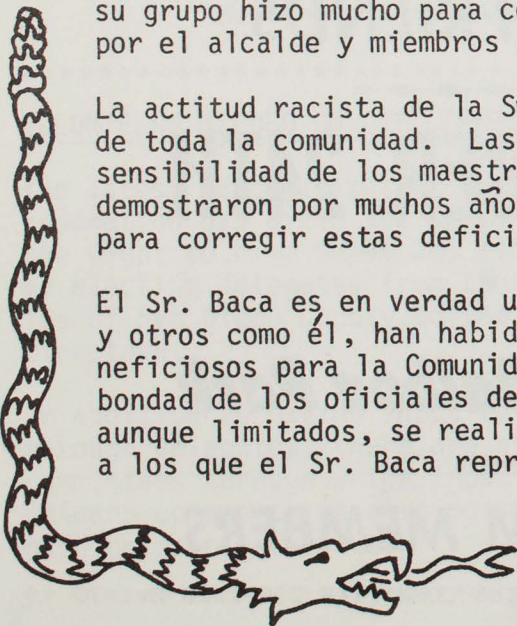 su grupo hizo mucho para c
por el alcalde y miembros
La actitud racista de la S
de toda la comunidad. Las
sensibilidad de los maestr
demostraron por muchos años
para corregir estas defici
El Sr. Baca es en verdad u
y otros como él, han habid
neficiosos para la Comunid
bondad de los oficiales de
aunque limitados, se reali
a los que el Sr. Baca repr
MEMBERS